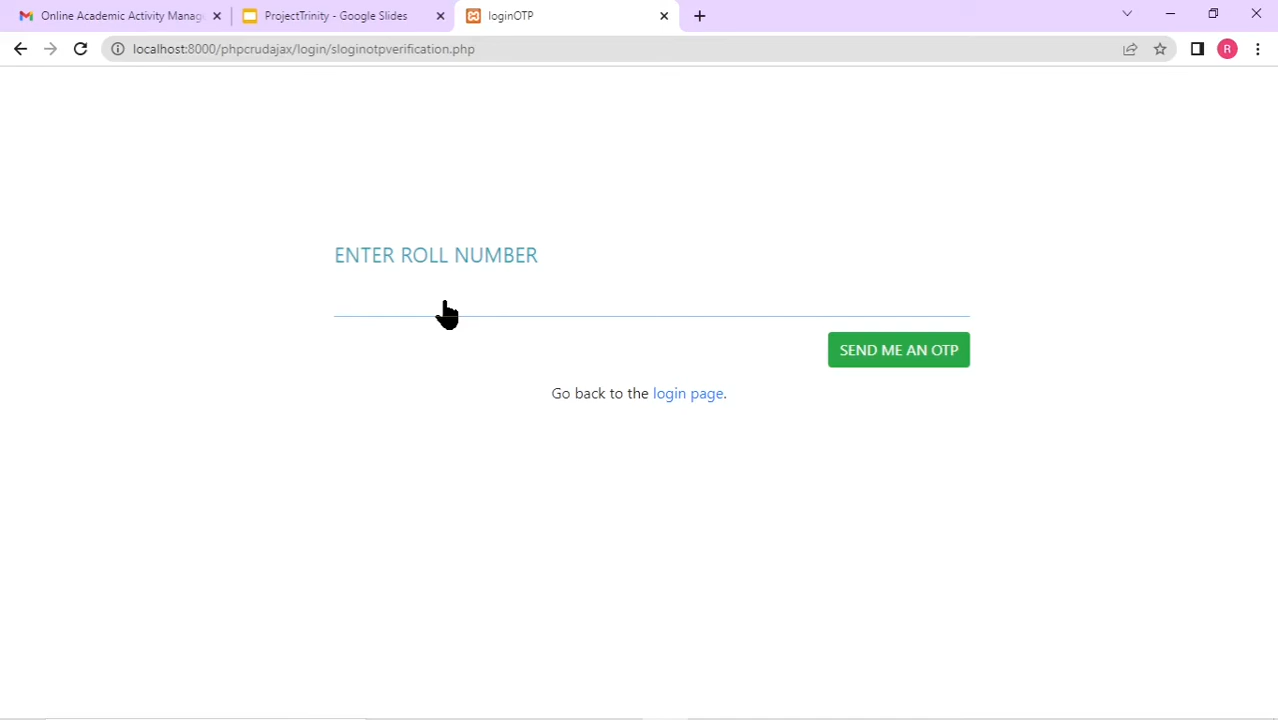 Online Academic Activity Manag
ProjectTrinity - Google Slides
loginOTP
localhost:8000/phpcrudajax/login/sloginotpverification.php
R
ENTER ROLL NUMBER
SEND ME AN OTP
Go back to the login page.